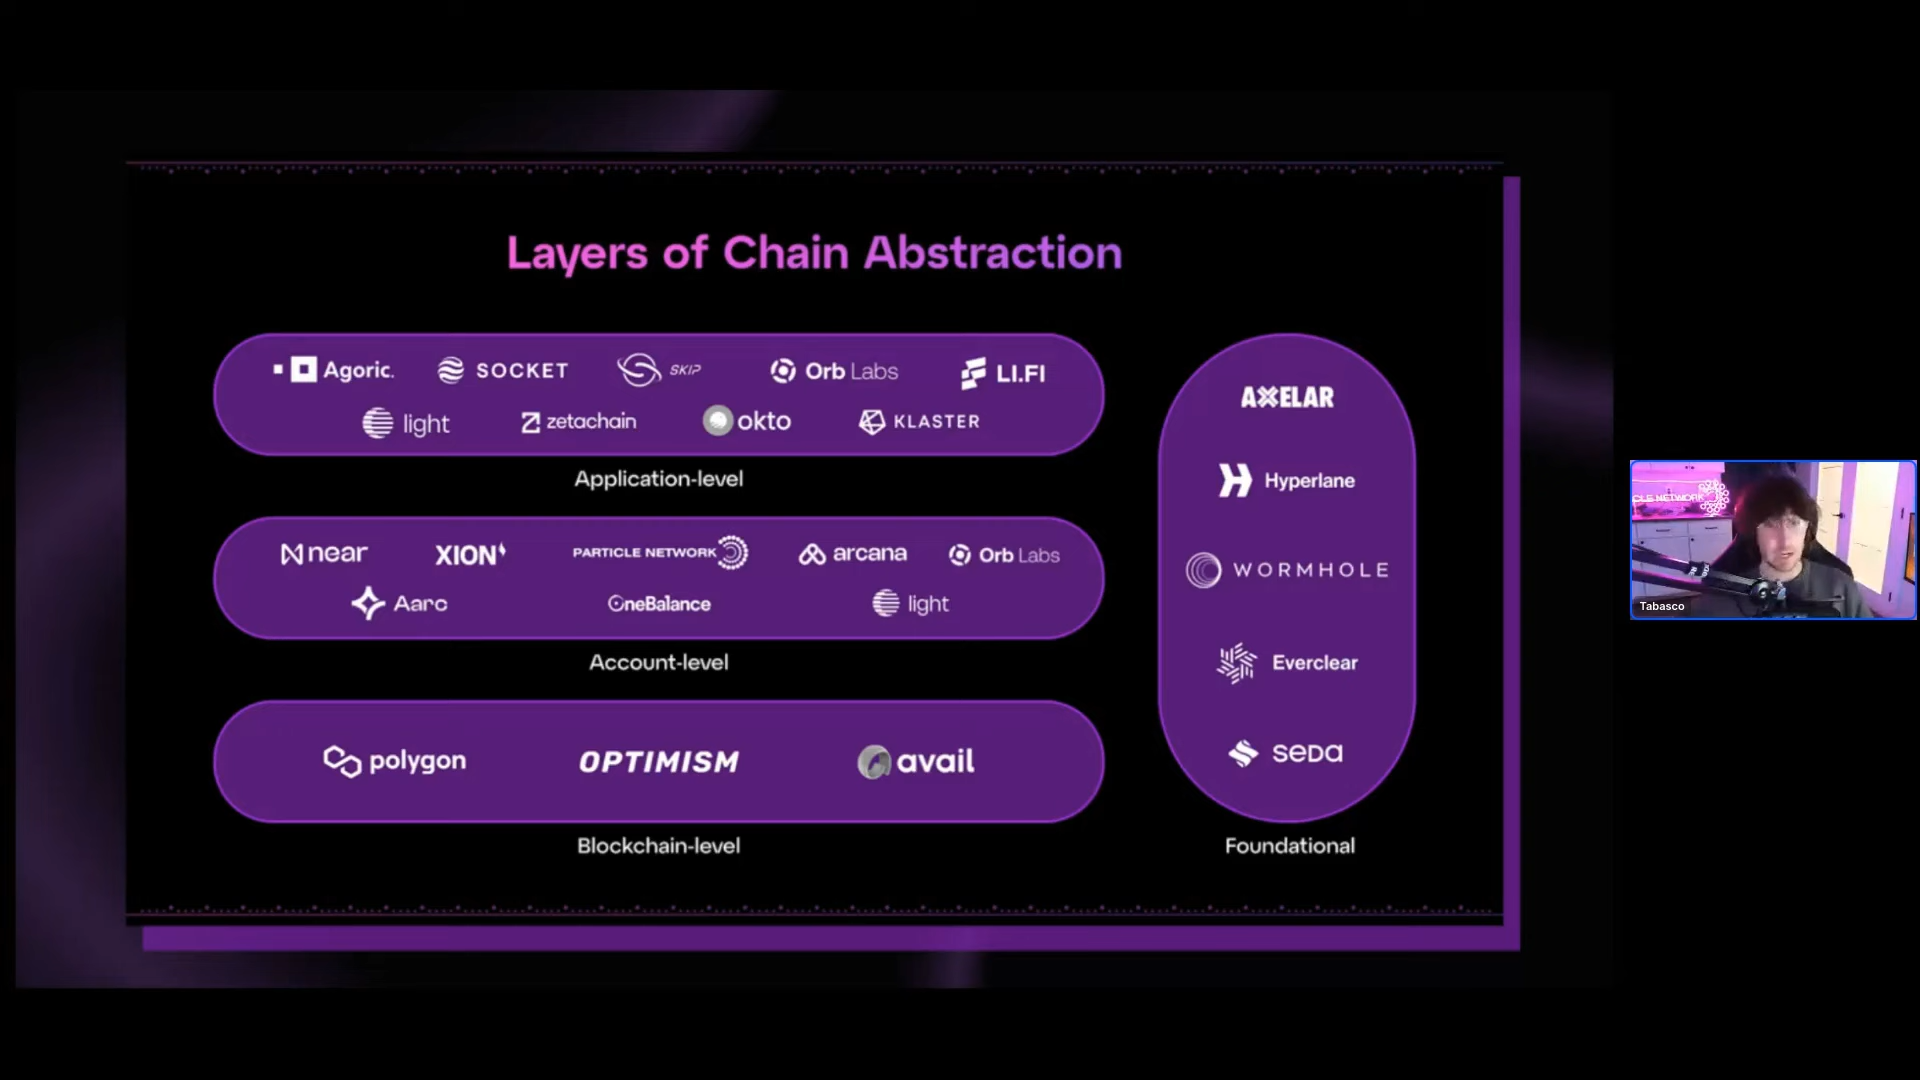 Layers of Chain Abstraction
Agoric. SOCKET SKIP Orb Labs LI.FI
light zetachain okto KLASTER
Application-level
near XION PARTICLE NETWORK arcana Orb Labs
Aarc OneBalance light
Account-level
polygon OPTIMISM avail
Blockchain-level
AXELAR
Hyperlane
WORMHOLE
Everclear
SEDA
Foundational
CLE NETWORK
Tabasco